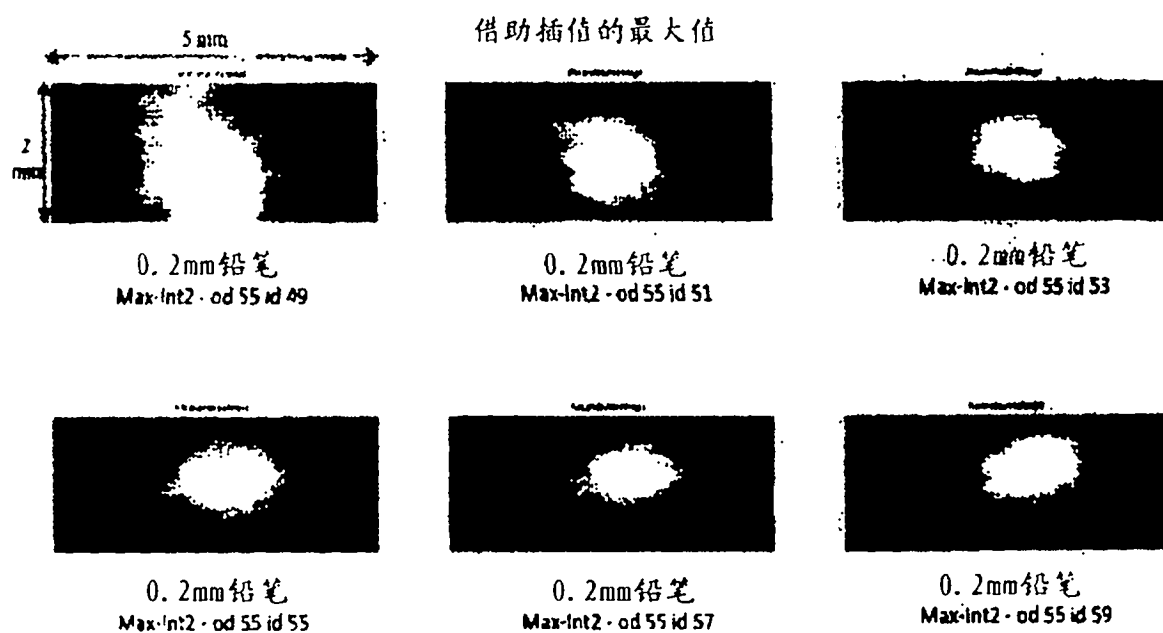 借助插值的最大值
5 mm
2
mm
0.2mm铅笔
Max-Int2 - od 55 id 49
0.2mm铅笔
Max-Int2 - od 55 id 51
0.2mm铅笔
Max-Int2 - od 55 id 53
0.2mm铅笔
Max-Int2 - od 55 id 55
0.2mm铅笔
Max-Int2 - od 55 id 57
0.2mm铅笔
Max-Int2 - od 55 id 59